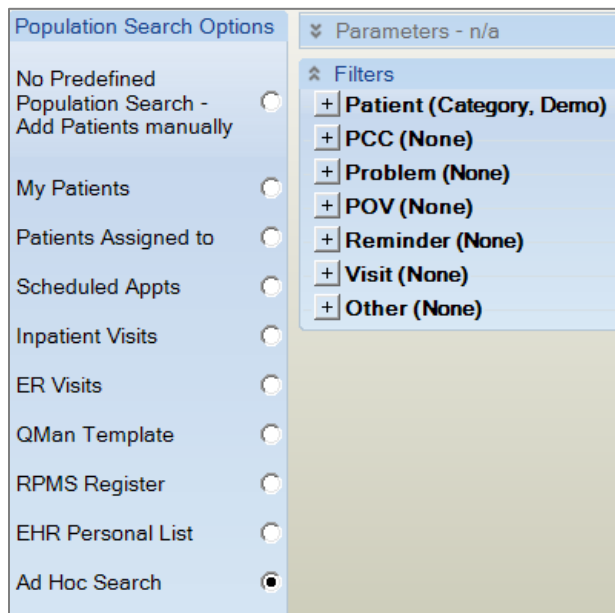 Population Search Options
No Predefined
Population Search -
Add Patients manually
My Patients
Patients Assigned to
Scheduled Appts
Inpatient Visits
ER Visits
QMan Template
RPMS Register
EHR Personal List
Ad Hoc Search
Parameters - n/a
Filters
Patient (Category, Demo)
PCC (None)
Problem (None)
POV (None)
Reminder (None)
Visit (None)
Other (None)